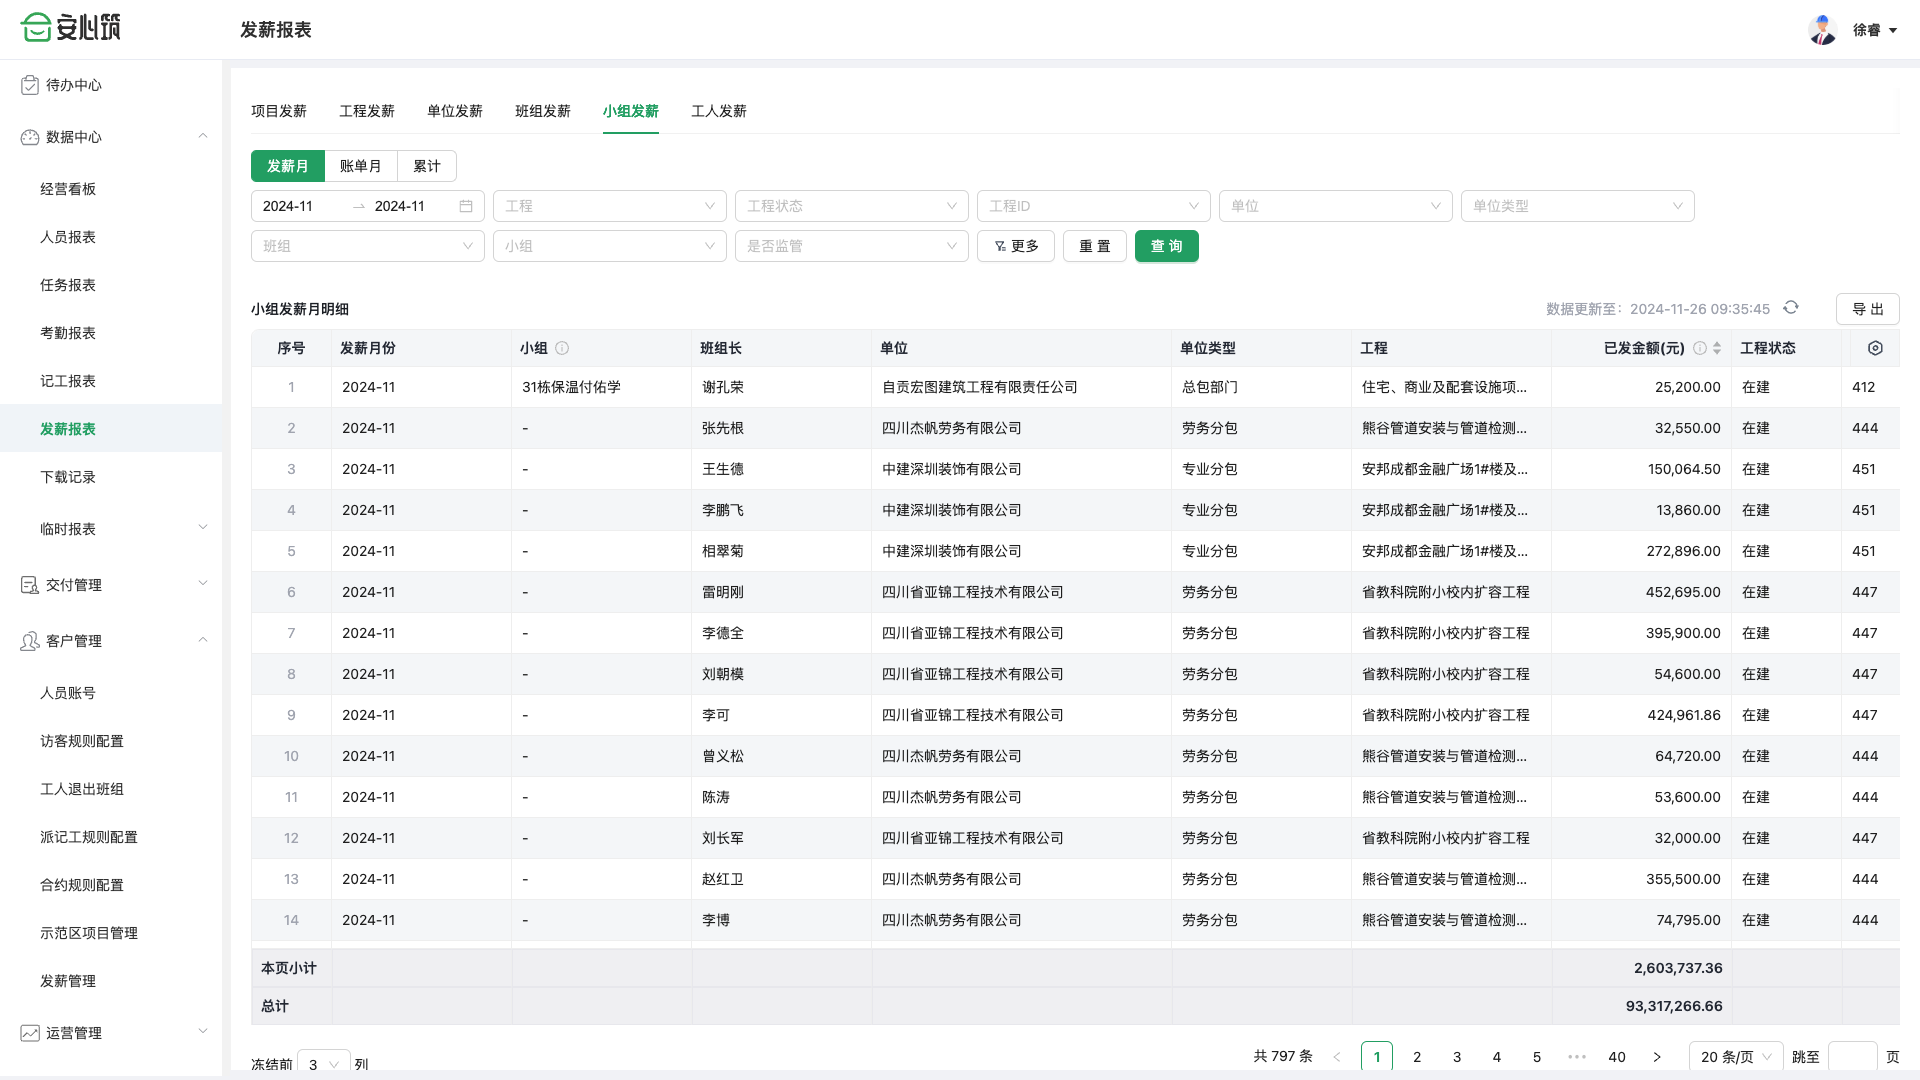 安心筑
发薪报表
徐睿
待办中心
数据中心
经营看板
人员报表
任务报表
考勤报表
记工报表
发薪报表
下载记录
临时报表
交付管理
客户管理
人员账号
访客规则配置
工人退出班组
派记工规则配置
合约规则配置
示范区项目管理
发薪管理
运营管理
项目发薪 工程发薪 单位发薪 班组发薪 小组发薪 工人发薪
发薪月 账单月 累计
2024-11 → 2024-11 工程 工程状态 工程ID 单位 单位类型
班组 小组 是否监管 更多 重 置 查 询
小组发薪月明细 数据更新至：2024-11-26 09:35:45 导 出
序号 发薪月份 小组 班组长 单位 单位类型 工程 已发金额(元) 工程状态
1 2024-11 31栋保温付佑学 谢孔荣 自贡宏图建筑工程有限责任公司 总包部门 住宅、商业及配套设施项... 25,200.00 在建 412
2 2024-11 - 张先根 四川杰帆劳务有限公司 劳务分包 熊谷管道安装与管道检测... 32,550.00 在建 444
3 2024-11 - 王生德 中建深圳装饰有限公司 专业分包 安邦成都金融广场1#楼及... 150,064.50 在建 451
4 2024-11 - 李鹏飞 中建深圳装饰有限公司 专业分包 安邦成都金融广场1#楼及... 13,860.00 在建 451
5 2024-11 - 相翠菊 中建深圳装饰有限公司 专业分包 安邦成都金融广场1#楼及... 272,896.00 在建 451
6 2024-11 - 雷明刚 四川省亚锦工程技术有限公司 劳务分包 省教科院附小校内扩容工程 452,695.00 在建 447
7 2024-11 - 李德全 四川省亚锦工程技术有限公司 劳务分包 省教科院附小校内扩容工程 395,900.00 在建 447
8 2024-11 - 刘朝模 四川省亚锦工程技术有限公司 劳务分包 省教科院附小校内扩容工程 54,600.00 在建 447
9 2024-11 - 李可 四川省亚锦工程技术有限公司 劳务分包 省教科院附小校内扩容工程 424,961.86 在建 447
10 2024-11 - 曾义松 四川杰帆劳务有限公司 劳务分包 熊谷管道安装与管道检测... 64,720.00 在建 444
11 2024-11 - 陈涛 四川杰帆劳务有限公司 劳务分包 熊谷管道安装与管道检测... 53,600.00 在建 444
12 2024-11 - 刘长军 四川省亚锦工程技术有限公司 劳务分包 省教科院附小校内扩容工程 32,000.00 在建 447
13 2024-11 - 赵红卫 四川杰帆劳务有限公司 劳务分包 熊谷管道安装与管道检测... 355,500.00 在建 444
14 2024-11 - 李博 四川杰帆劳务有限公司 劳务分包 熊谷管道安装与管道检测... 74,795.00 在建 444
本页小计 2,603,737.36
总计 93,317,266.66
冻结前 3 列 共 797 条 < 1 2 3 4 5 ••• 40 > 20 条/页 跳至 页